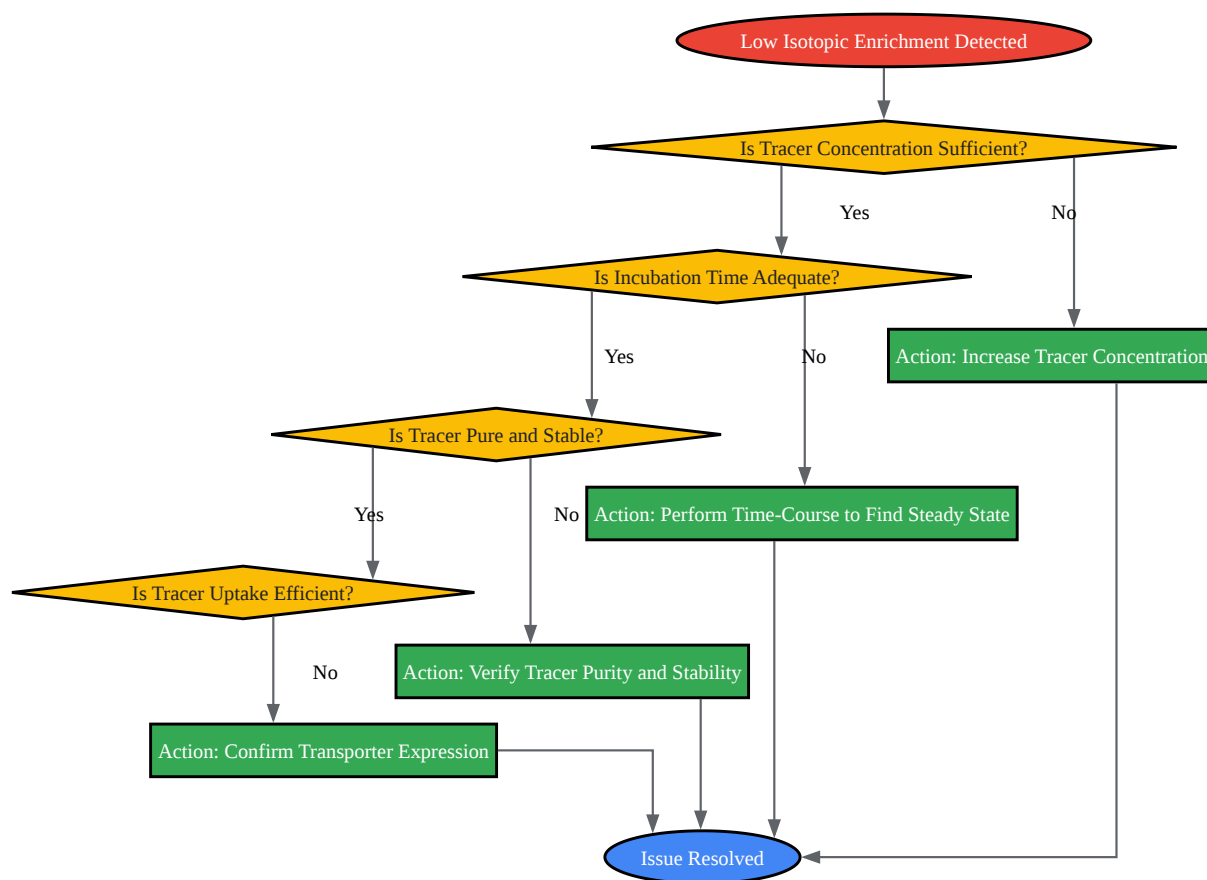 Low Isotopic Enrichment Detected
Is Tracer Concentration Sufficient?
Yes
No
Is Incubation Time Adequate?
Yes
No
Action: Increase Tracer Concentration
Is Tracer Pure and Stable?
Yes
No
Action: Perform Time-Course to Find Steady State
Is Tracer Uptake Efficient?
No
Action: Verify Tracer Purity and Stability
Action: Confirm Transporter Expression
Issue Resolved